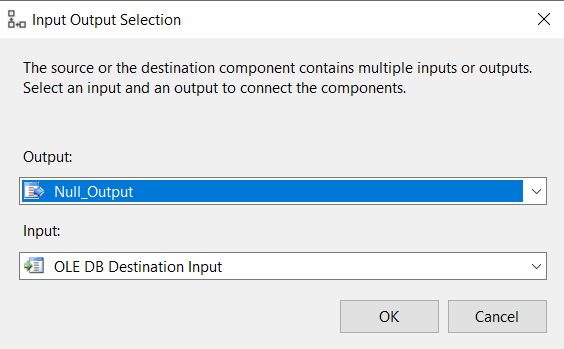 Input Output Selection
The source or the destination component contains multiple inputs or outputs.
Select an input and an output to connect the components.
Output:
Null_Output
Input:
OLE DB Destination Input
OK
Cancel